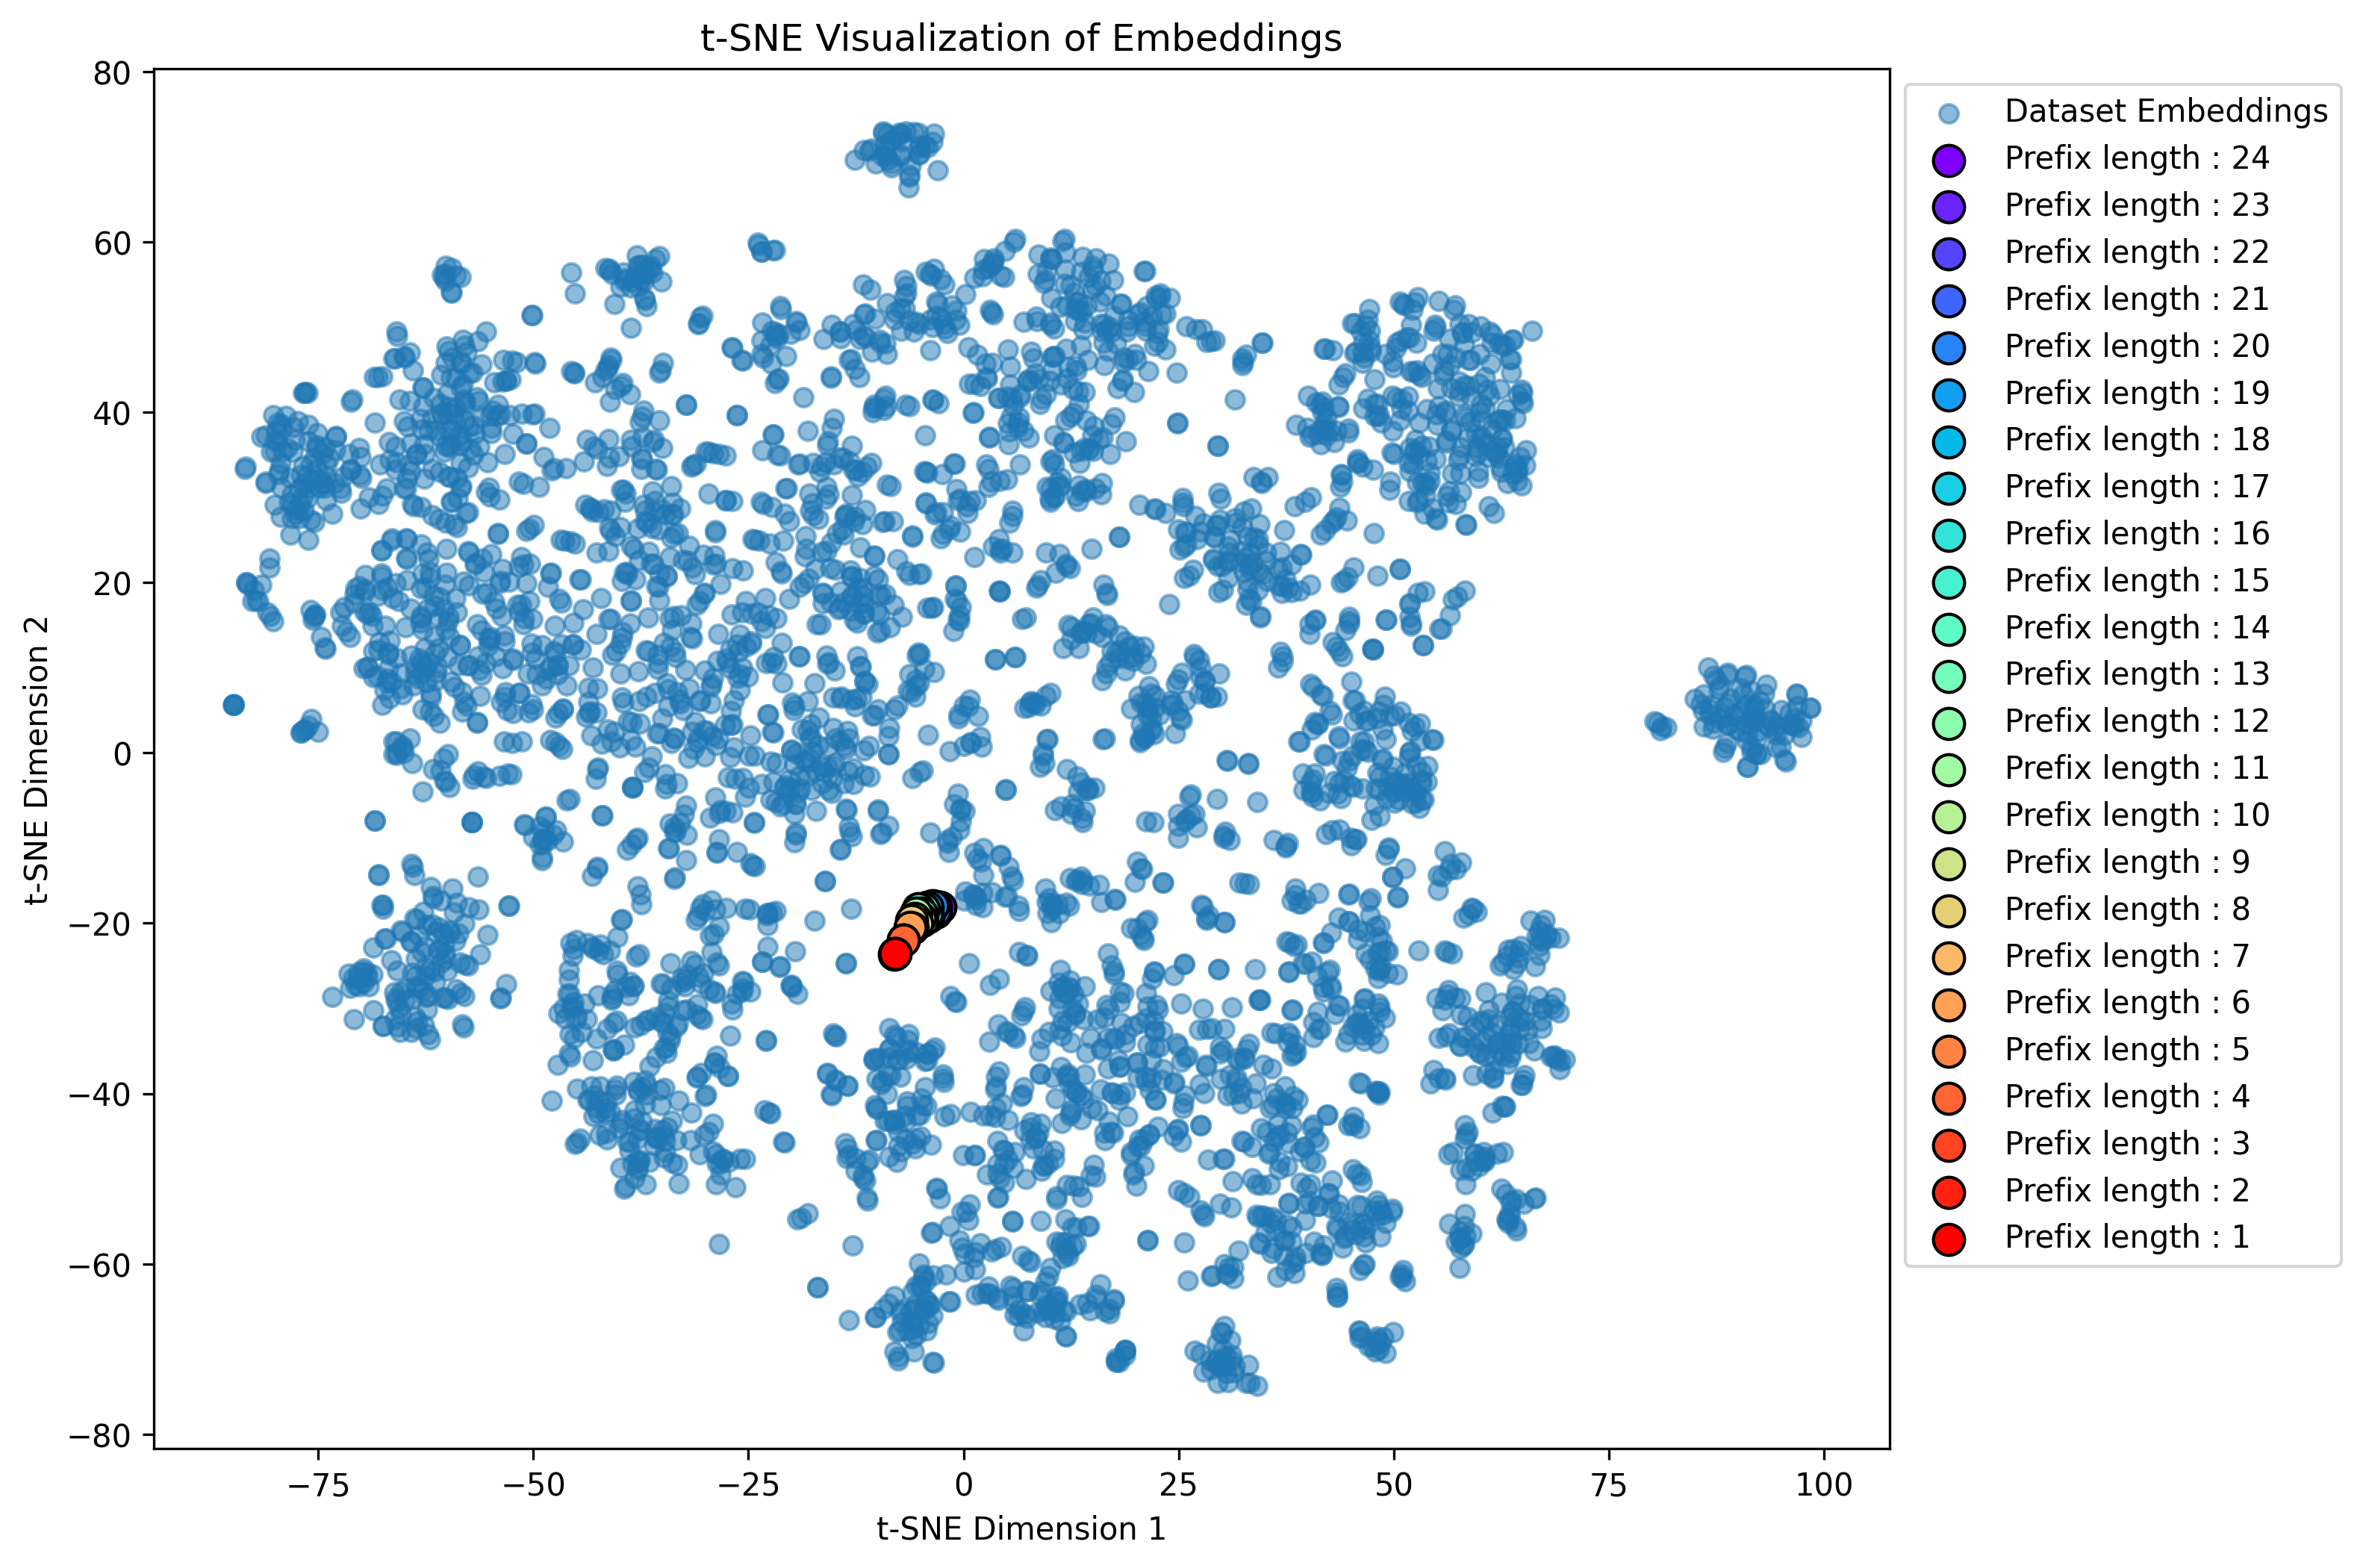 t-SNE Visualization of Embeddings
80
60
40
20
0
−20
−40
−60
−80
t-SNE Dimension 2
−75
−50
−25
0
25
50
75
100
t-SNE Dimension 1
Dataset Embeddings
Prefix length : 24
Prefix length : 23
Prefix length : 22
Prefix length : 21
Prefix length : 20
Prefix length : 19
Prefix length : 18
Prefix length : 17
Prefix length : 16
Prefix length : 15
Prefix length : 14
Prefix length : 13
Prefix length : 12
Prefix length : 11
Prefix length : 10
Prefix length : 9
Prefix length : 8
Prefix length : 7
Prefix length : 6
Prefix length : 5
Prefix length : 4
Prefix length : 3
Prefix length : 2
Prefix length : 1